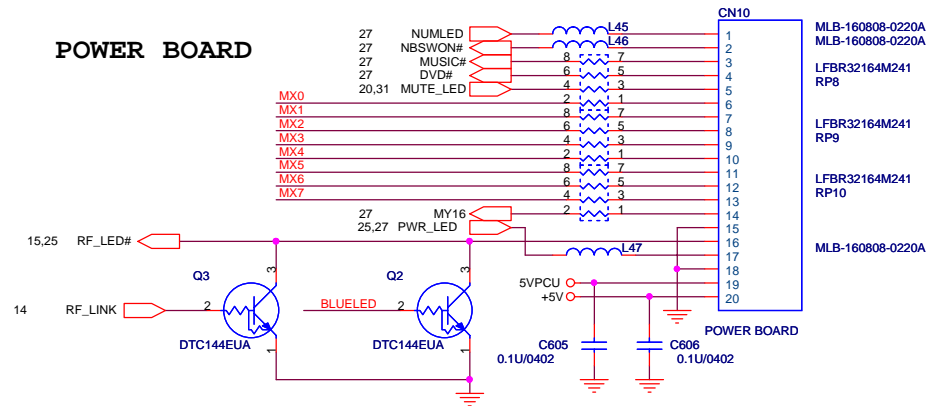 CN10
POWER BOARD
27 NUMLED L45 1 MLB-160808-0220A
27 NBSWON# L46 2 MLB-160808-0220A
27 MUSIC# 8 7 3
27 DVD# 6 5 4 LFBR32164M241
20,31 MUTE_LED 4 3 5 RP8
MX0 2 1 6
MX1 8 7 7
MX2 6 5 8 LFBR32164M241
MX3 4 3 9 RP9
MX4 2 1 10
MX5 8 7 11
MX6 6 5 12 LFBR32164M241
MX7 4 3 13 RP10
27 MY16 2 1 14
25,27 PWR_LED 15
15,25 RF_LED# 16
L47 17 MLB-160808-0220A
18
Q3 3 Q2 3 5VPCU 19
+5V 20
14 RF_LINK 2 BLUELED 2
POWER BOARD
DTC144EUA 1 DTC144EUA 1 C605 C606
0.1U/0402 0.1U/0402